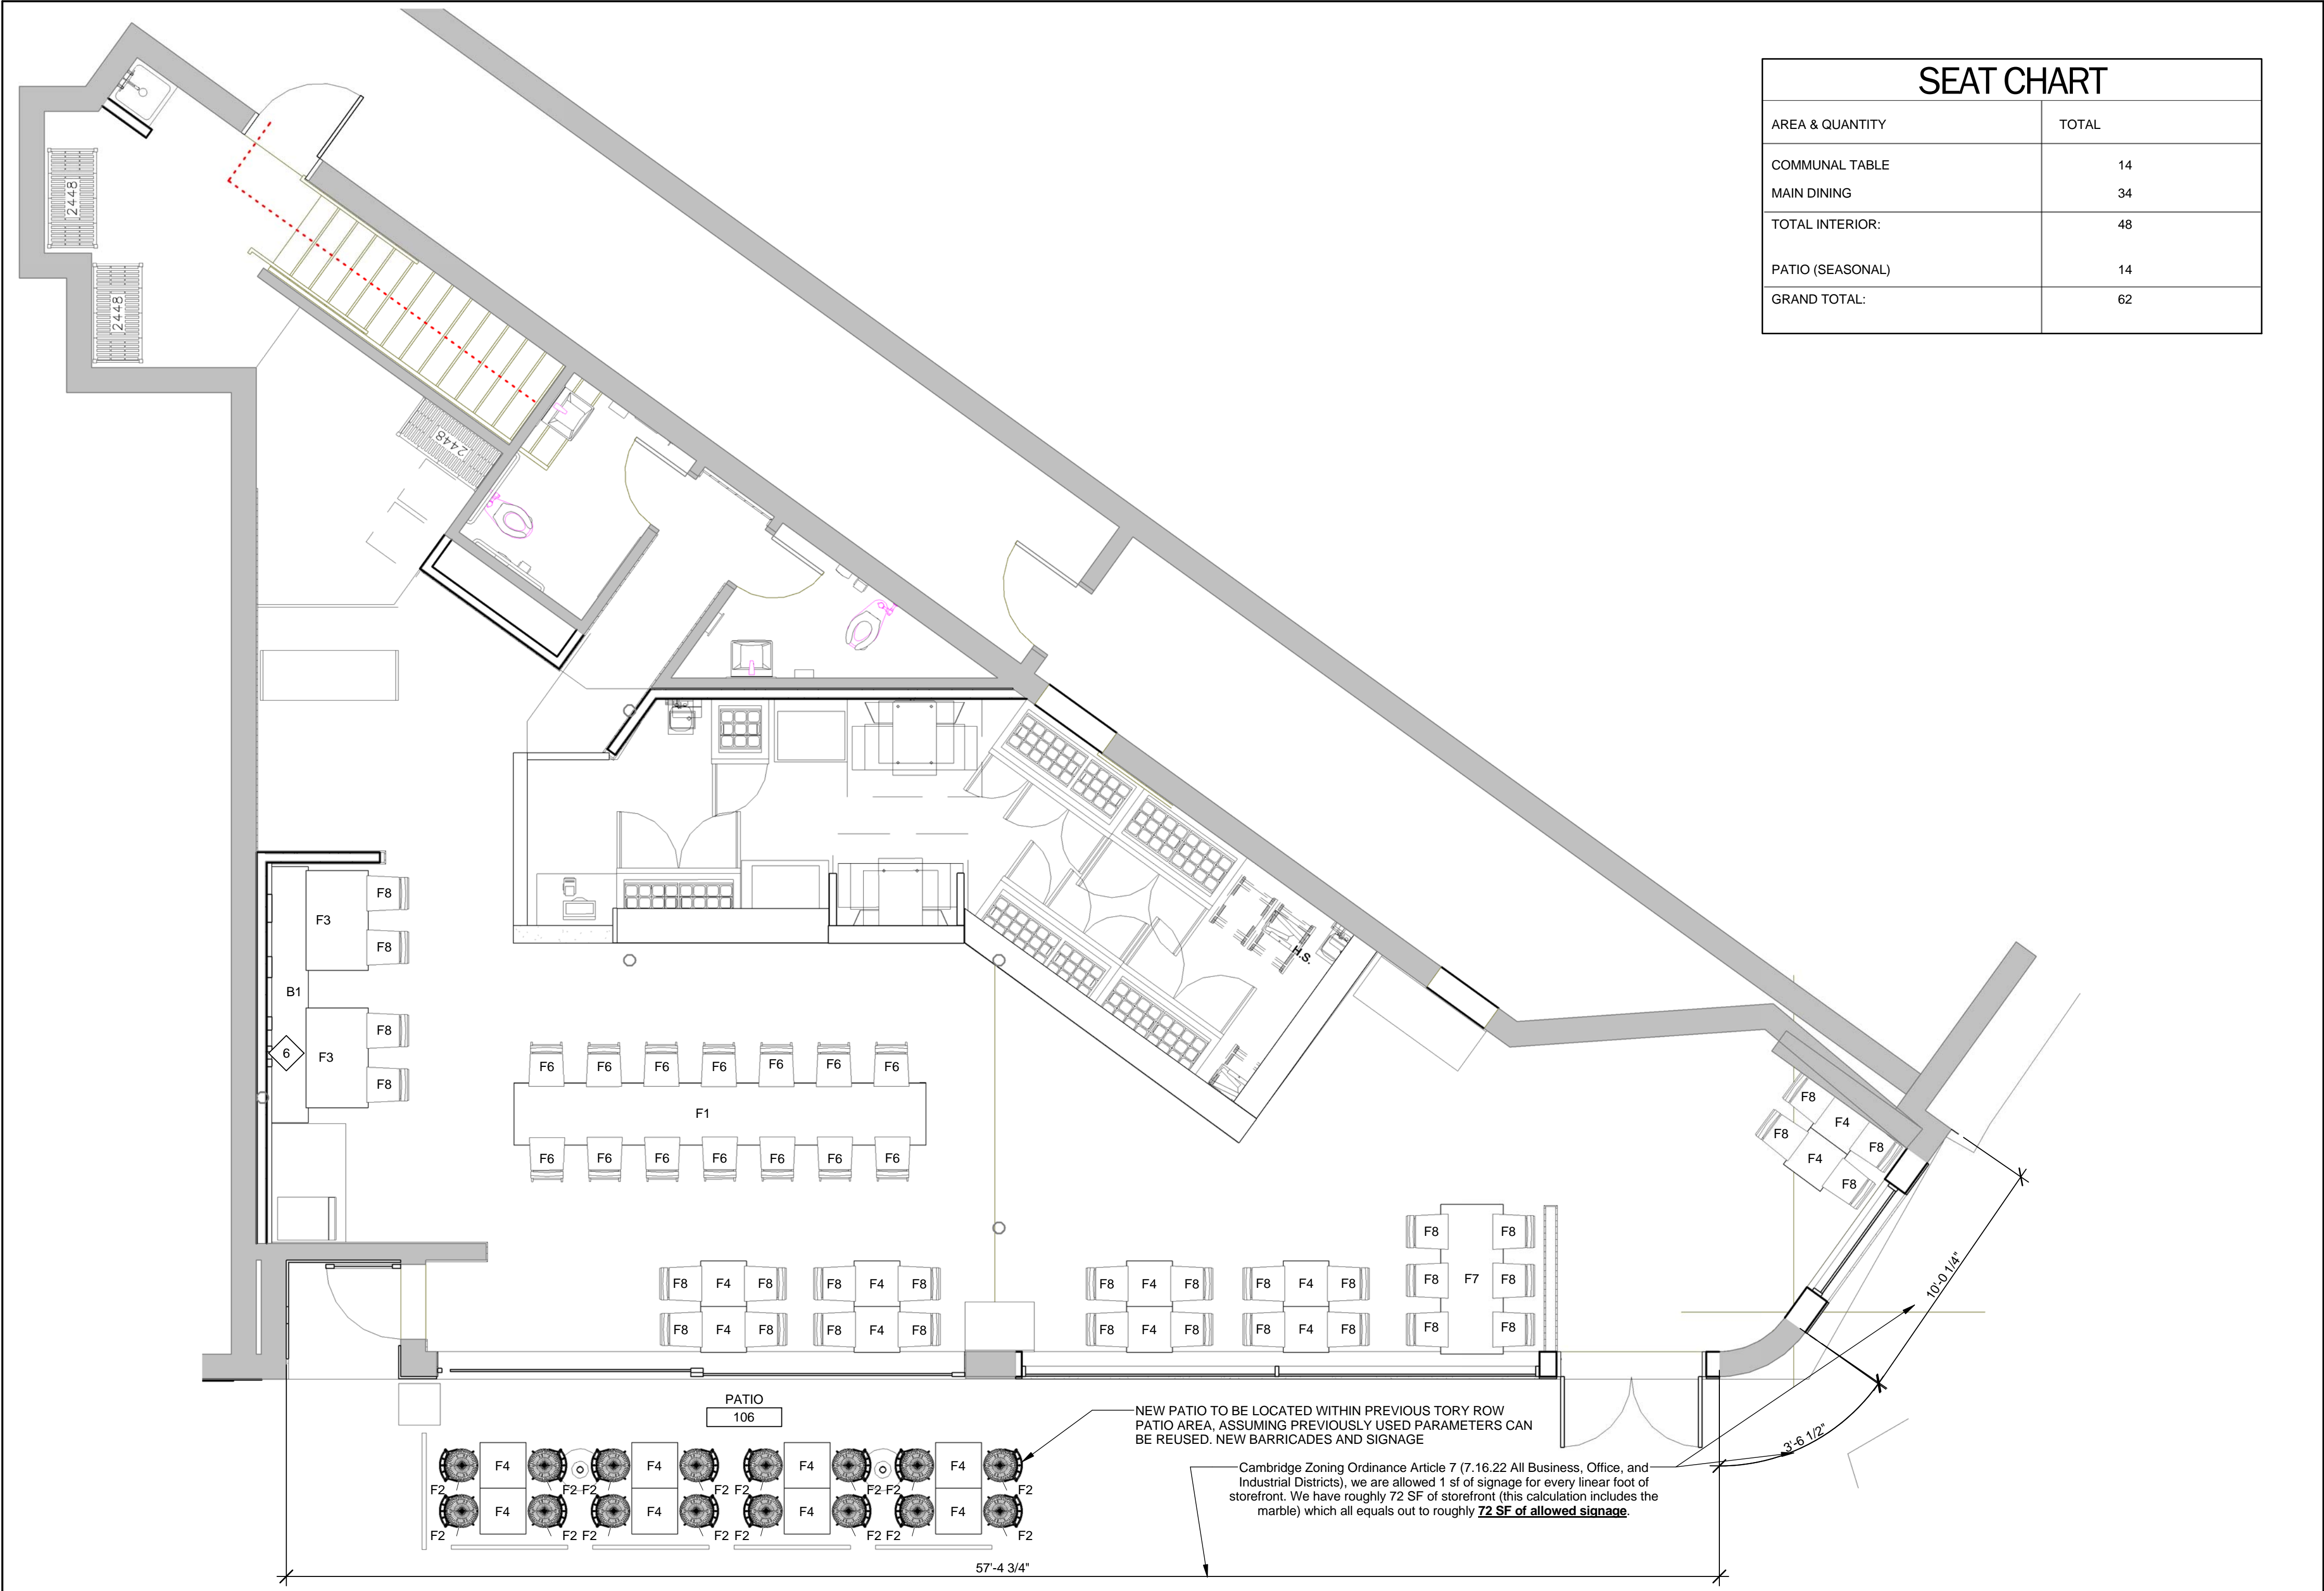 SEAT CHART
AREA & QUANTITY TOTAL
COMMUNAL TABLE 14
MAIN DINING 34
TOTAL INTERIOR: 48
PATIO (SEASONAL) 14
GRAND TOTAL: 62
2448
2448
2448
H.S.
F3 F8
F8
B1
F8
6 F3
F8
F6 F6 F6 F6 F6 F6 F6
F1
F6 F6 F6 F6 F6 F6 F6
F8
F4
F8
F8
F4
F8
F8 F7 F8
F8 F8
F8 F8
F8 F4 F8 F8 F4 F8 F8 F4 F8 F8 F4 F8
F8 F4 F8 F8 F4 F8 F8 F4 F8 F8 F4 F8
10'-0 1/4"
3'-6 1/2"
PATIO
106
NEW PATIO TO BE LOCATED WITHIN PREVIOUS TORY ROW
PATIO AREA, ASSUMING PREVIOUSLY USED PARAMETERS CAN
BE REUSED. NEW BARRICADES AND SIGNAGE
Cambridge Zoning Ordinance Article 7 (7.16.22 All Business, Office, and
Industrial Districts), we are allowed 1 sf of signage for every linear foot of
storefront. We have roughly 72 SF of storefront (this calculation includes the
marble) which all equals out to roughly 72 SF of allowed signage.
F4 F4 F4 F4
F2 F2 F2 F2 F2 F2 F2 F2
F4 F4 F4 F4
F2 F2 F2 F2 F2 F2 F2 F2
57'-4 3/4"